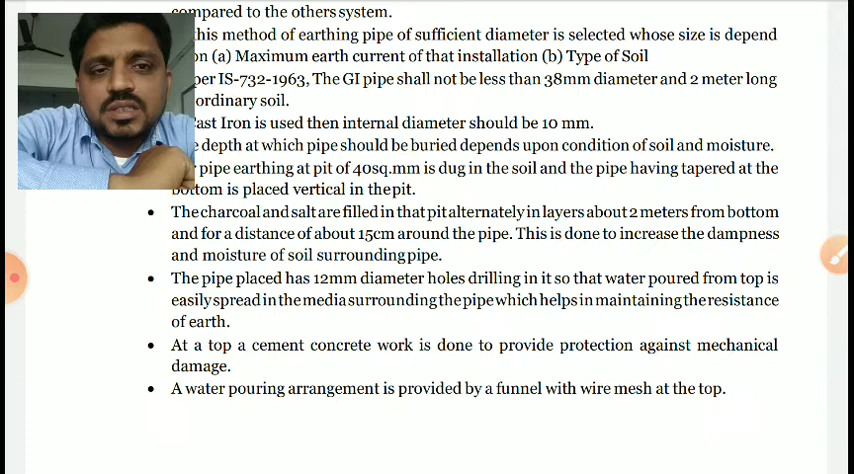 compared to the others system.
this method of earthing pipe of sufficient diameter is selected whose size is depend
on (a) Maximum earth current of that installation (b) Type of Soil
per IS-732-1963, The GI pipe shall not be less than 38mm diameter and 2 meter long
ordinary soil.
Cast Iron is used then internal diameter should be 10 mm.
depth at which pipe should be buried depends upon condition of soil and moisture.
pipe earthing at pit of 40sq.mm is dug in the soil and the pipe having tapered at the
bottom is placed vertical in the pit.
• The charcoal and salt are filled in that pit alternately in layers about 2 meters from bottom
and for a distance of about 15cm around the pipe. This is done to increase the dampness
and moisture of soil surrounding pipe.
• The pipe placed has 12mm diameter holes drilling in it so that water poured from top is
easily spread in the media surrounding the pipe which helps in maintaining the resistance
of earth.
• At a top a cement concrete work is done to provide protection against mechanical
damage.
• A water pouring arrangement is provided by a funnel with wire mesh at the top.